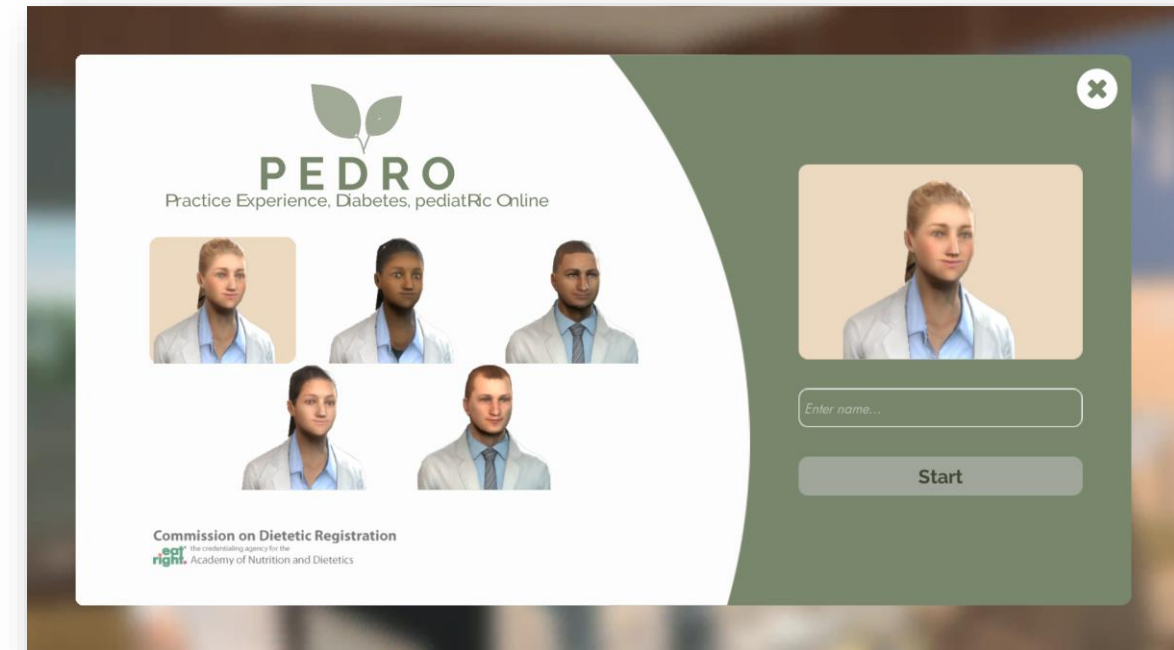 PEDRO
Practice Experience, Diabetes, pediatRic Online
Enter name...
Start
Commission on Dietetic Registration
eat right. the credentialing agency for the
Academy of Nutrition and Dietetics